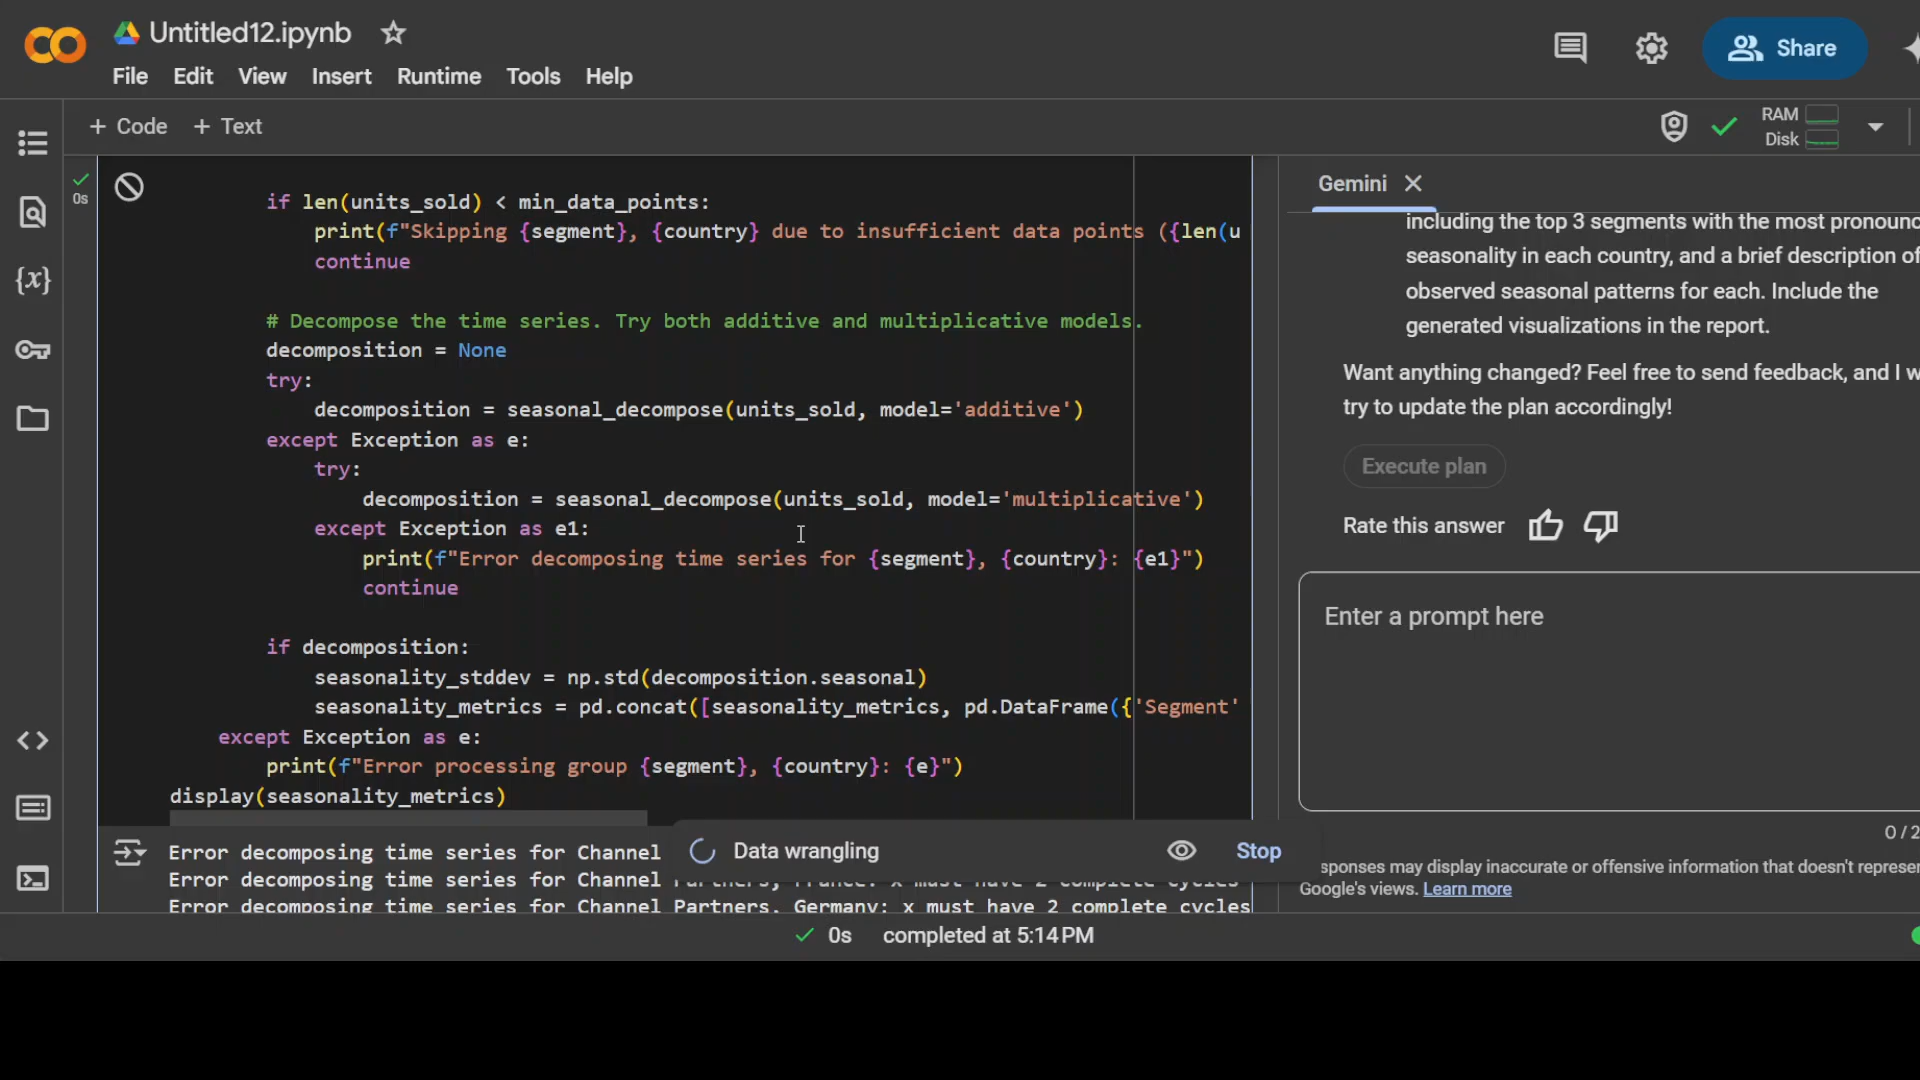 Untitled12.ipynb
File Edit View Insert Runtime Tools Help
Share
+ Code + Text
RAM
Disk
0s
if len(units_sold) < min_data_points:
print(f"Skipping {segment}, {country} due to insufficient data points ({len(u
continue
# Decompose the time series. Try both additive and multiplicative models.
decomposition = None
try:
decomposition = seasonal_decompose(units_sold, model='additive')
except Exception as e:
try:
decomposition = seasonal_decompose(units_sold, model='multiplicative')
except Exception as e1:
print(f"Error decomposing time series for {segment}, {country}: {e1}")
continue
if decomposition:
seasonality_stddev = np.std(decomposition.seasonal)
seasonality_metrics = pd.concat([seasonality_metrics, pd.DataFrame({'Segment'
except Exception as e:
print(f"Error processing group {segment}, {country}: {e}")
display(seasonality_metrics)
Error decomposing time series for Channel
Error decomposing time series for Channel
Error decomposing time series for Channel Partners, Germany: x must have 2 complete cycles
Data wrangling
Stop
Gemini
including the top 3 segments with the most pronounc
seasonality in each country, and a brief description of
observed seasonal patterns for each. Include the
generated visualizations in the report.
Want anything changed? Feel free to send feedback, and I w
try to update the plan accordingly!
Execute plan
Rate this answer
Enter a prompt here
0 / 2
sponses may display inaccurate or offensive information that doesn't represe
Google's views. Learn more
0s completed at 5:14 PM